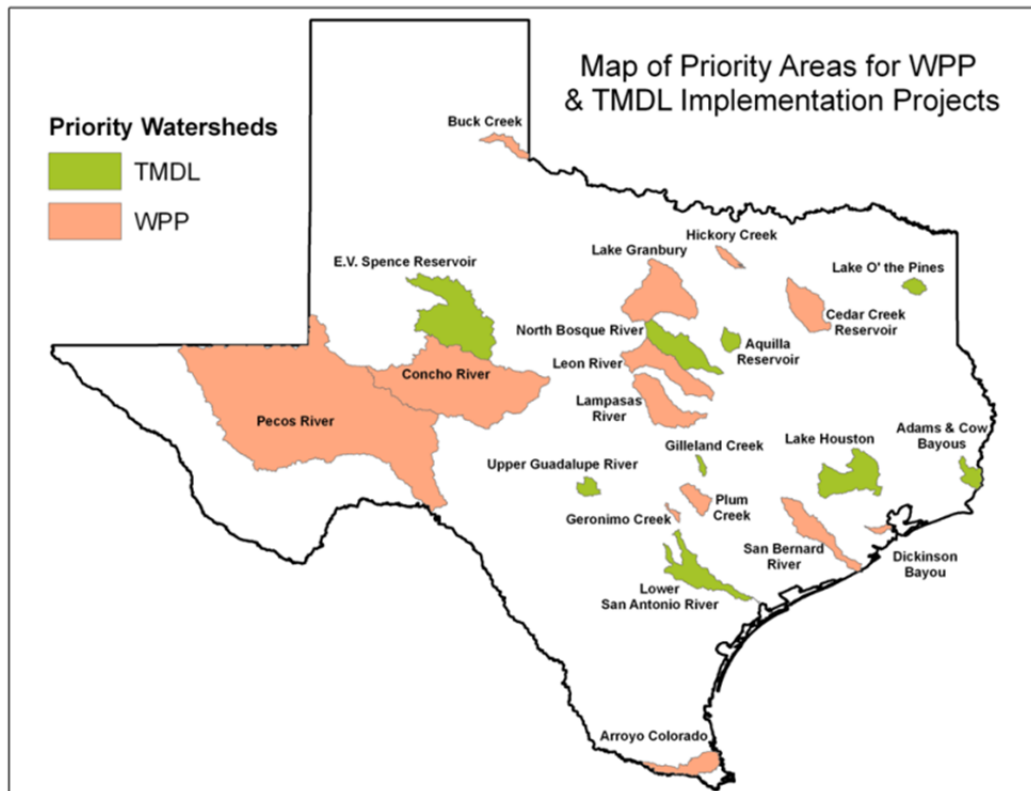 Map of Priority Areas for WPP
& TMDL Implementation Projects
Priority Watersheds
TMDL
WPP
Buck Creek
Hickory Creek
Lake Granbury
E.V. Spence Reservoir
Lake O' the Pines
Cedar Creek
Reservoir
North Bosque River
Aquilla
Reservoir
Leon River
Concho River
Lampasas
River
Pecos River
Adams & Cow
Bayous
Lake Houston
Gilleland Creek
Upper Guadalupe River
Plum
Creek
Geronimo Creek
San Bernard
River
Dickinson
Bayou
Lower
San Antonio River
Arroyo Colorado